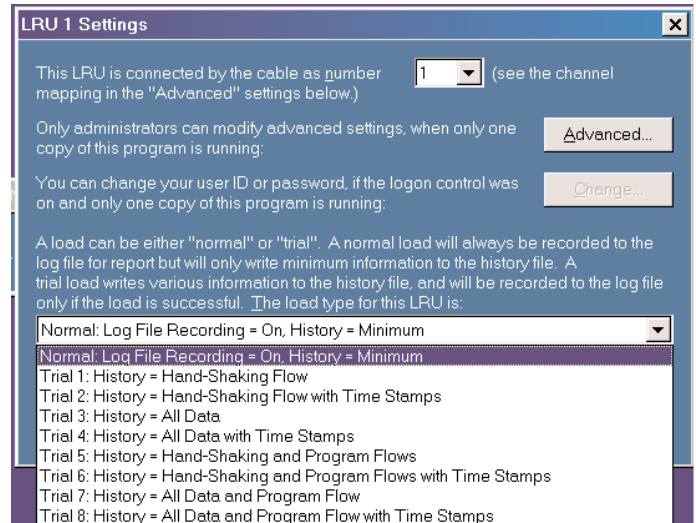 LRU 1 Settings
This LRU is connected by the cable as number 1 (see the channel
mapping in the "Advanced" settings below.)
Only administrators can modify advanced settings, when only one
copy of this program is running:
Advanced...
You can change your user ID or password, if the logon control was
on and only one copy of this program is running:
Change...
A load can be either "normal" or "trial". A normal load will always be recorded to the
log file for report but will only write minimum information to the history file. A
trial load writes various information to the history file, and will be recorded to the log file
only if the load is successful. The load type for this LRU is:
Normal: Log File Recording = On, History = Minimum
Normal: Log File Recording = On, History = Minimum
Trial 1: History = Hand-Shaking Flow
Trial 2: History = Hand-Shaking Flow with Time Stamps
Trial 3: History = All Data
Trial 4: History = All Data with Time Stamps
Trial 5: History = Hand-Shaking and Program Flows
Trial 6: History = Hand-Shaking and Program Flows with Time Stamps
Trial 7: History = All Data and Program Flow
Trial 8: History = All Data and Program Flow with Time Stamps